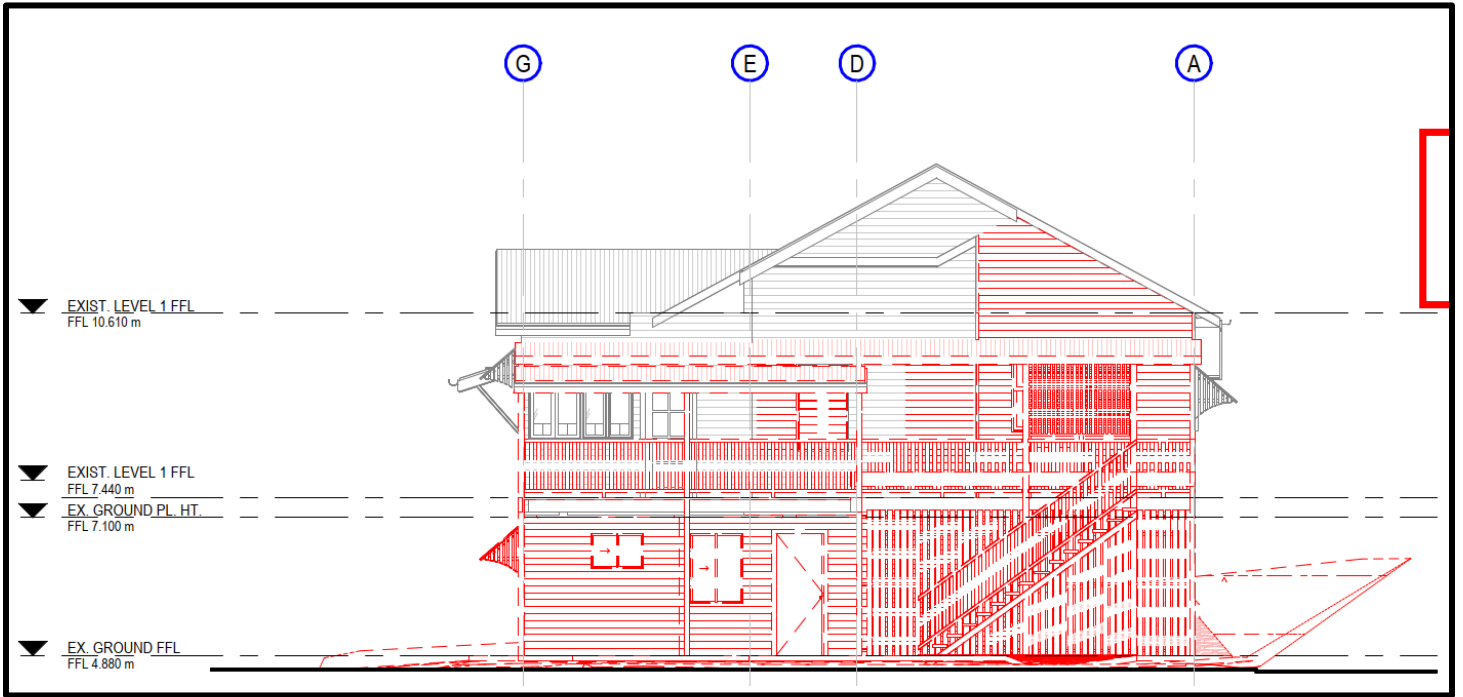 G E D A
EXIST. LEVEL 1 FFL
FFL 10.610 m
EXIST. LEVEL 1 FFL
FFL 7.440 m
EX. GROUND PL. HT.
FFL 7.100 m
EX. GROUND FFL
FFL 4.880 m